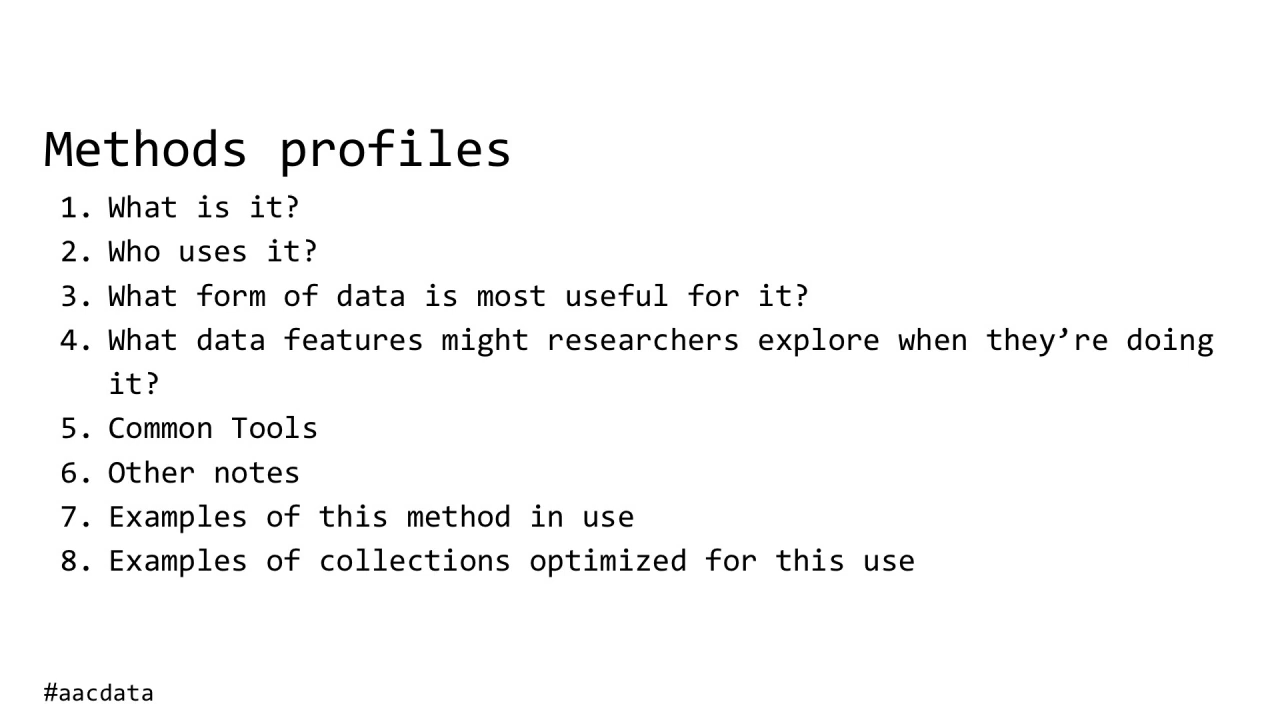 Methods profiles
1. What is it?
2. Who uses it?
3. What form of data is most useful for it?
4. What data features might researchers explore when they’re doing
it?
5. Common Tools
6. Other notes
7. Examples of this method in use
8. Examples of collections optimized for this use
#aacdata